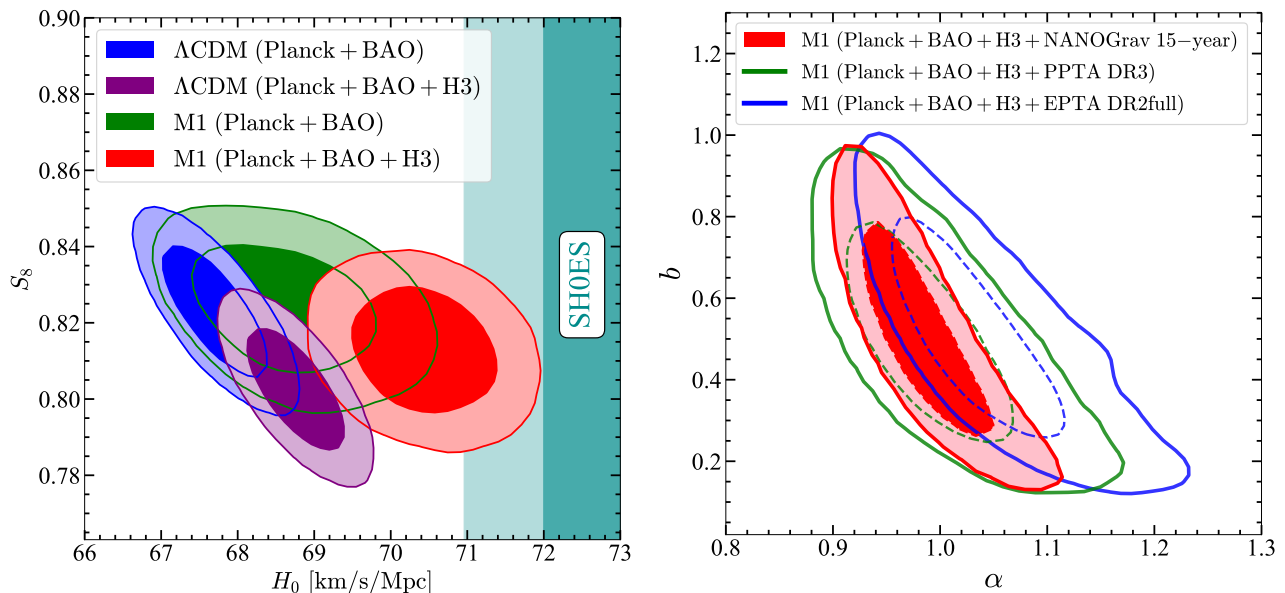 0.90
0.88
0.86
0.84
0.82
0.80
0.78
S₈
ΛCDM (Planck + BAO)
ΛCDM (Planck + BAO + H3)
M1 (Planck + BAO)
M1 (Planck + BAO + H3)
SH0ES
66 67 68 69 70 71 72 73
H₀ [km/s/Mpc]
1.2
1.0
0.8
0.6
0.4
0.2
b
M1 (Planck + BAO + H3 + NANOGrav 15−year)
M1 (Planck + BAO + H3 + PPTA DR3)
M1 (Planck + BAO + H3 + EPTA DR2full)
0.8 0.9 1.0 1.1 1.2 1.3
α